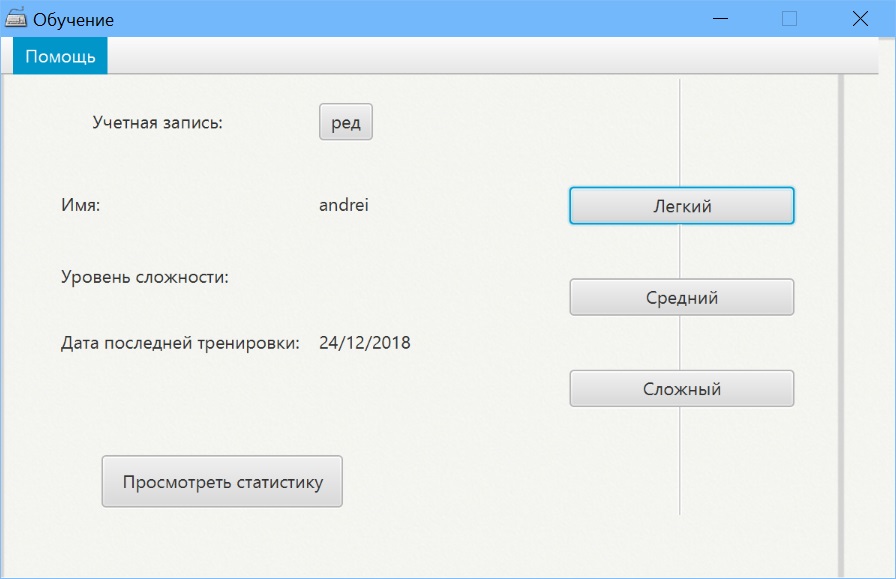 Обучение
Помощь
Учетная запись: ред
Имя: andrei
Легкий
Уровень сложности:
Средний
Дата последней тренировки: 24/12/2018
Сложный
Просмотреть статистику